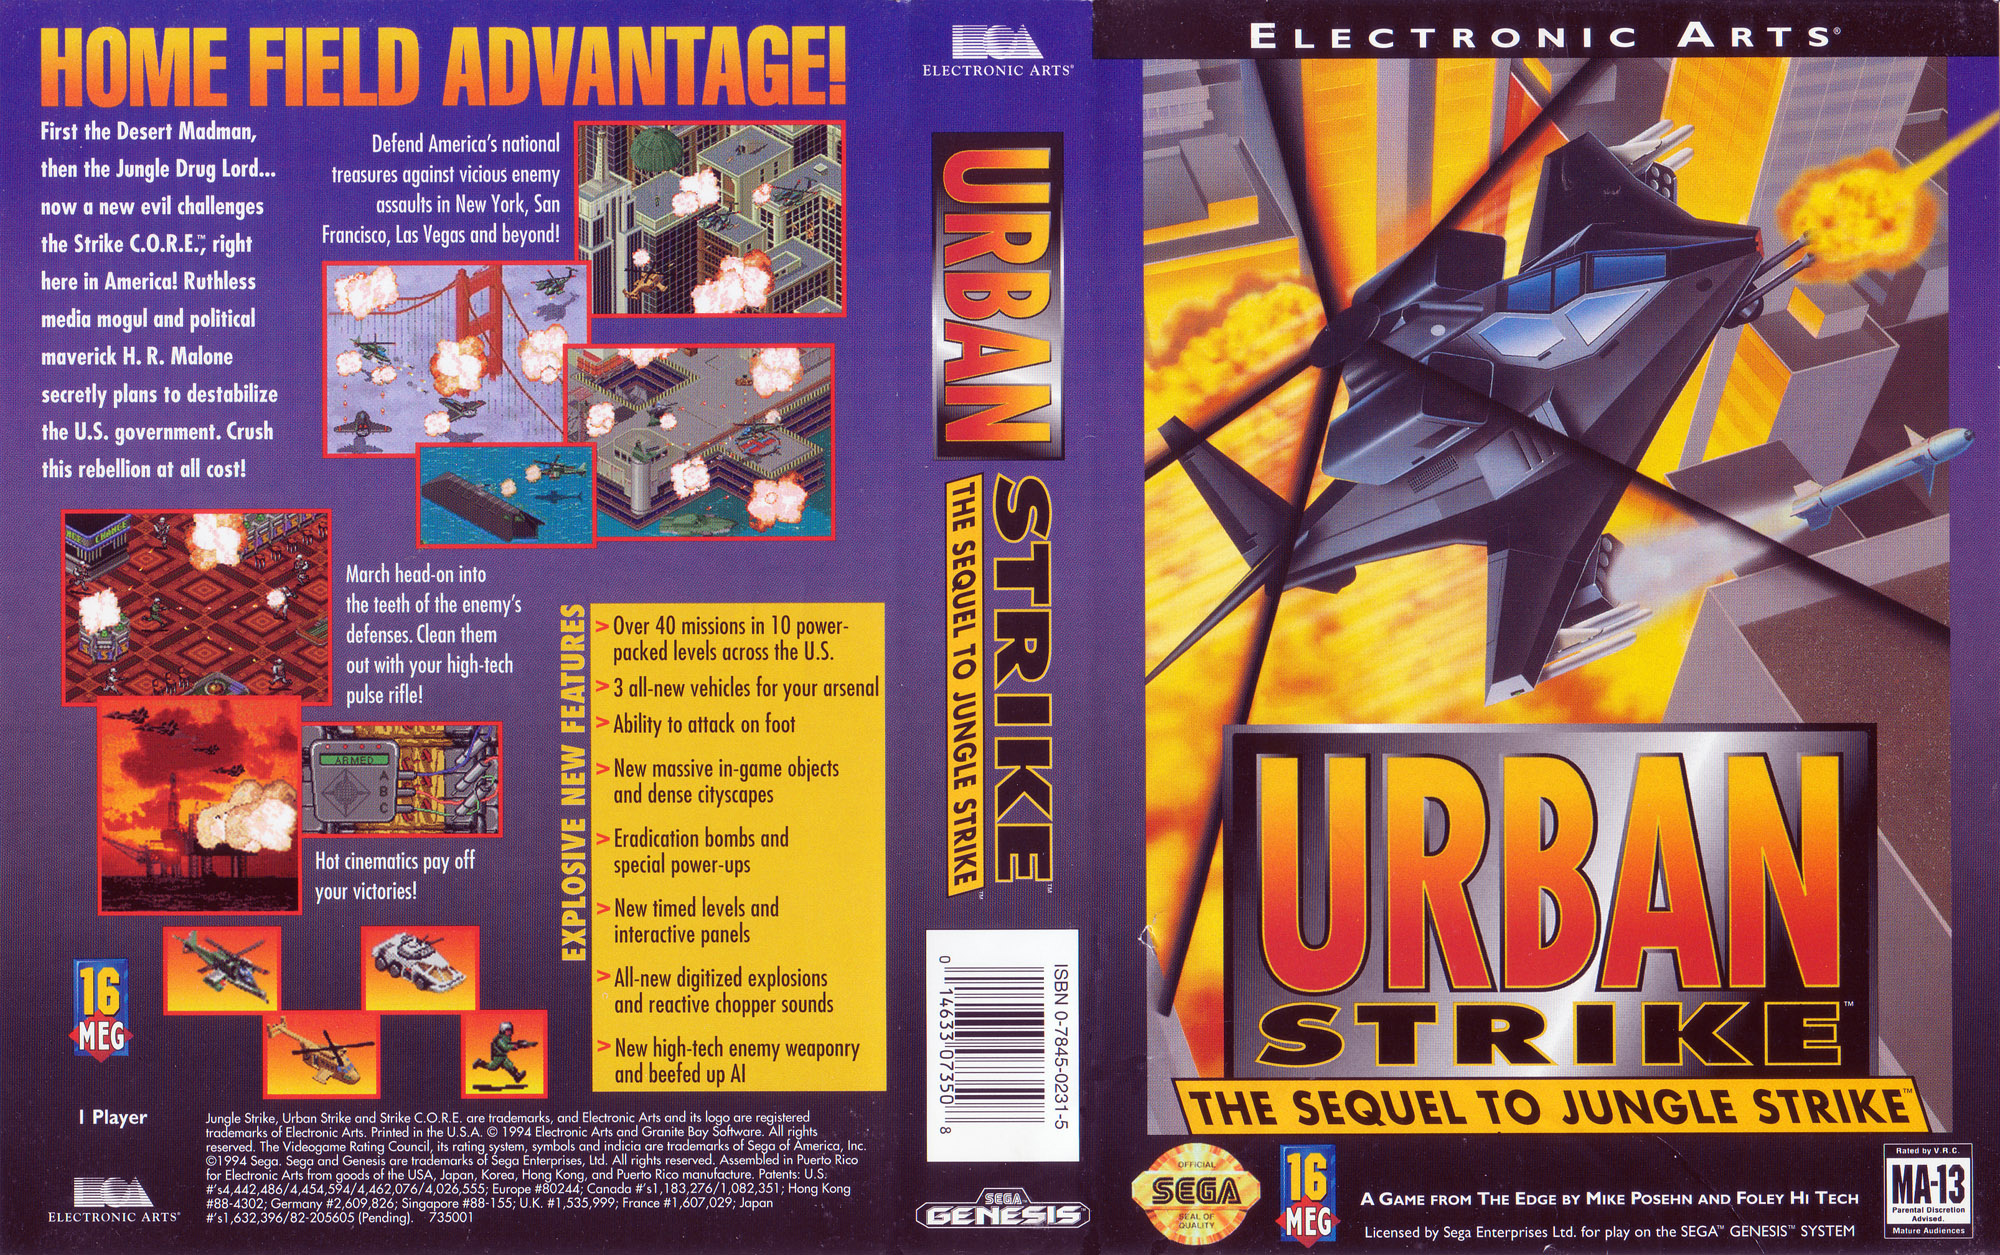 HOME FIELD ADVANTAGE!
First the Desert Madman,
then the Jungle Drug Lord...
now a new evil challenges
the Strike C.O.R.E.™, right
here in America! Ruthless
media mogul and political
maverick H. R. Malone
secretly plans to destabilize
the U.S. government. Crush
this rebellion at all cost!
Defend America's national
treasures against vicious enemy
assaults in New York, San
Francisco, Las Vegas and beyond!
March head-on into
the teeth of the enemy's
defenses. Clean them
out with your high-tech
pulse rifle!
ARMED
A
B
C
Hot cinematics pay off
your victories!
EXPLOSIVE NEW FEATURES
> Over 40 missions in 10 power-
packed levels across the U.S.
> 3 all-new vehicles for your arsenal
> Ability to attack on foot
> New massive in-game objects
and dense cityscapes
> Eradication bombs and
special power-ups
> New timed levels and
interactive panels
> All-new digitized explosions
and reactive chopper sounds
> New high-tech enemy weaponry
and beefed up AI
16
MEG
1 Player
Jungle Strike, Urban Strike and Strike C.O.R.E. are trademarks, and Electronic Arts and its logo are registered
trademarks of Electronic Arts. Printed in the U.S.A. © 1994 Electronic Arts and Granite Bay Software. All rights
reserved. The Videogame Rating Council, its rating system, symbols and indicia are trademarks of Sega of America, Inc.
©1994 Sega. Sega and Genesis are trademarks of Sega Enterprises, Ltd. All rights reserved. Assembled in Puerto Rico
for Electronic Arts from goods of the USA, Japan, Korea, Hong Kong, and Puerto Rico manufacture. Patents: U.S.
#'s4,442,486/4,454,594/4,462,076/4,026,555; Europe #80244; Canada #'s1,183,276/1,082,351; Hong Kong
#88-4302; Germany #2,609,826; Singapore #88-155; U.K. #1,535,999; France #1,607,029; Japan
#'s1,632,396/82-205605 (Pending). 735001
EA
ELECTRONIC ARTS®
EA
ELECTRONIC ARTS®
URBAN
STRIKE™
THE SEQUEL TO JUNGLE STRIKE™
ISBN 0-7845-0231-5
0 14633 07350 8
SEGA
GENESIS
ELECTRONIC ARTS®
URBAN
STRIKE™
THE SEQUEL TO JUNGLE STRIKE™
OFFICIAL
SEGA
SEAL OF
QUALITY
16
MEG
A GAME FROM THE EDGE BY MIKE POSEHN AND FOLEY HI TECH
Licensed by Sega Enterprises Ltd. for play on the SEGA™ GENESIS™ SYSTEM
Rated by V.R.C.
MA-13
Parental Discretion
Advised.
Mature Audiences